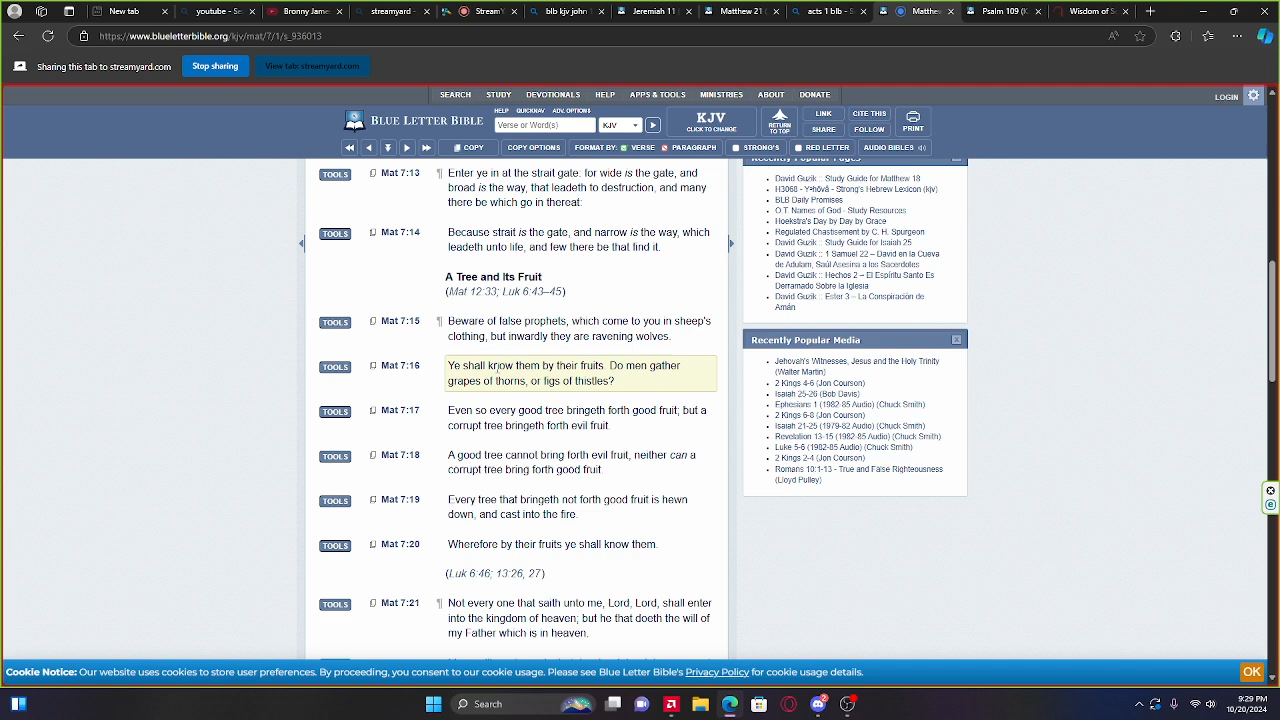 New tab
youtube - Se
Bronx: 1
streamyard -
StreamY
blb kjv john 1
Jeremiah 11
Matthew 21 (
acts 1 blb - S
Matthew
Psalm 109 (K
Wisdom of S
https://www.blueletterbible.org/kjv/mat/7/1/s_936013
Sharing this tab to streamyard.com
Stop sharing
View tab: streamyard.com
SEARCH STUDY DEVOTIONALS HELP APPS & TOOLS MINISTRIES ABOUT DONATE
LOGIN
BLUE LETTER BIBLE
HELP QUICKNAV ADV. OPTIONS
Verse or Word(s)
KJV
KJV
CLICK TO CHANGE
RETURN
TO TOP
LINK
CITE THIS
SHARE
FOLLOW
PRINT
COPY
COPY OPTIONS
FORMAT BY: VERSE PARAGRAPH
STRONG'S
RED LETTER
AUDIO BIBLES
TOOLS Mat 7:13 ¶ Enter ye in at the strait gate: for wide is the gate, and
broad is the way, that leadeth to destruction, and many
there be which go in thereat:
TOOLS Mat 7:14 Because strait is the gate, and narrow is the way, which
leadeth unto life, and few there be that find it.
A Tree and Its Fruit
(Mat 12:33; Luk 6:43–45)
TOOLS Mat 7:15 ¶ Beware of false prophets, which come to you in sheep's
clothing, but inwardly they are ravening wolves.
TOOLS Mat 7:16 Ye shall know them by their fruits. Do men gather
grapes of thorns, or figs of thistles?
TOOLS Mat 7:17 Even so every good tree bringeth forth good fruit; but a
corrupt tree bringeth forth evil fruit.
TOOLS Mat 7:18 A good tree cannot bring forth evil fruit, neither can a
corrupt tree bring forth good fruit.
TOOLS Mat 7:19 Every tree that bringeth not forth good fruit is hewn
down, and cast into the fire.
TOOLS Mat 7:20 Wherefore by their fruits ye shall know them.
(Luk 6:46; 13:26, 27)
TOOLS Mat 7:21 ¶ Not every one that saith unto me, Lord, Lord, shall enter
into the kingdom of heaven; but he that doeth the will of
my Father which is in heaven.
Recently Popular Pages
David Guzik :: Study Guide for Matthew 18
H3068 - Yᵊhōvâ - Strong's Hebrew Lexicon (kjv)
BLB Daily Promises
O.T. Names of God - Study Resources
Hoekstra's Day by Day by Grace
Regulated Chastisement by C. H. Spurgeon
David Guzik :: Study Guide for Isaiah 25
David Guzik :: 1 Samuel 22 – David en la Cueva
de Adulam, Saúl Asesina a los Sacerdotes
David Guzik :: Hechos 2 – El Espíritu Santo Es
Derramado Sobre la Iglesia
David Guzik :: Ester 3 – La Conspiración de
Amán
Recently Popular Media
Jehovah's Witnesses, Jesus and the Holy Trinity
(Walter Martin)
2 Kings 4-6 (Jon Courson)
Isaiah 25-26 (Bob Davis)
Ephesians 1 (1982-85 Audio) (Chuck Smith)
2 Kings 6-8 (Jon Courson)
Isaiah 21-25 (1979-82 Audio) (Chuck Smith)
Revelation 13-15 (1982-85 Audio) (Chuck Smith)
Luke 5-6 (1982-85 Audio) (Chuck Smith)
2 Kings 2-4 (Jon Courson)
Romans 10:1-13 - True and False Righteousness
(Lloyd Pulley)
Cookie Notice: Our website uses cookies to store user preferences. By proceeding, you consent to our cookie usage. Please see Blue Letter Bible's Privacy Policy for cookie usage details.
OK
Search
2
9:29 PM
10/20/2024